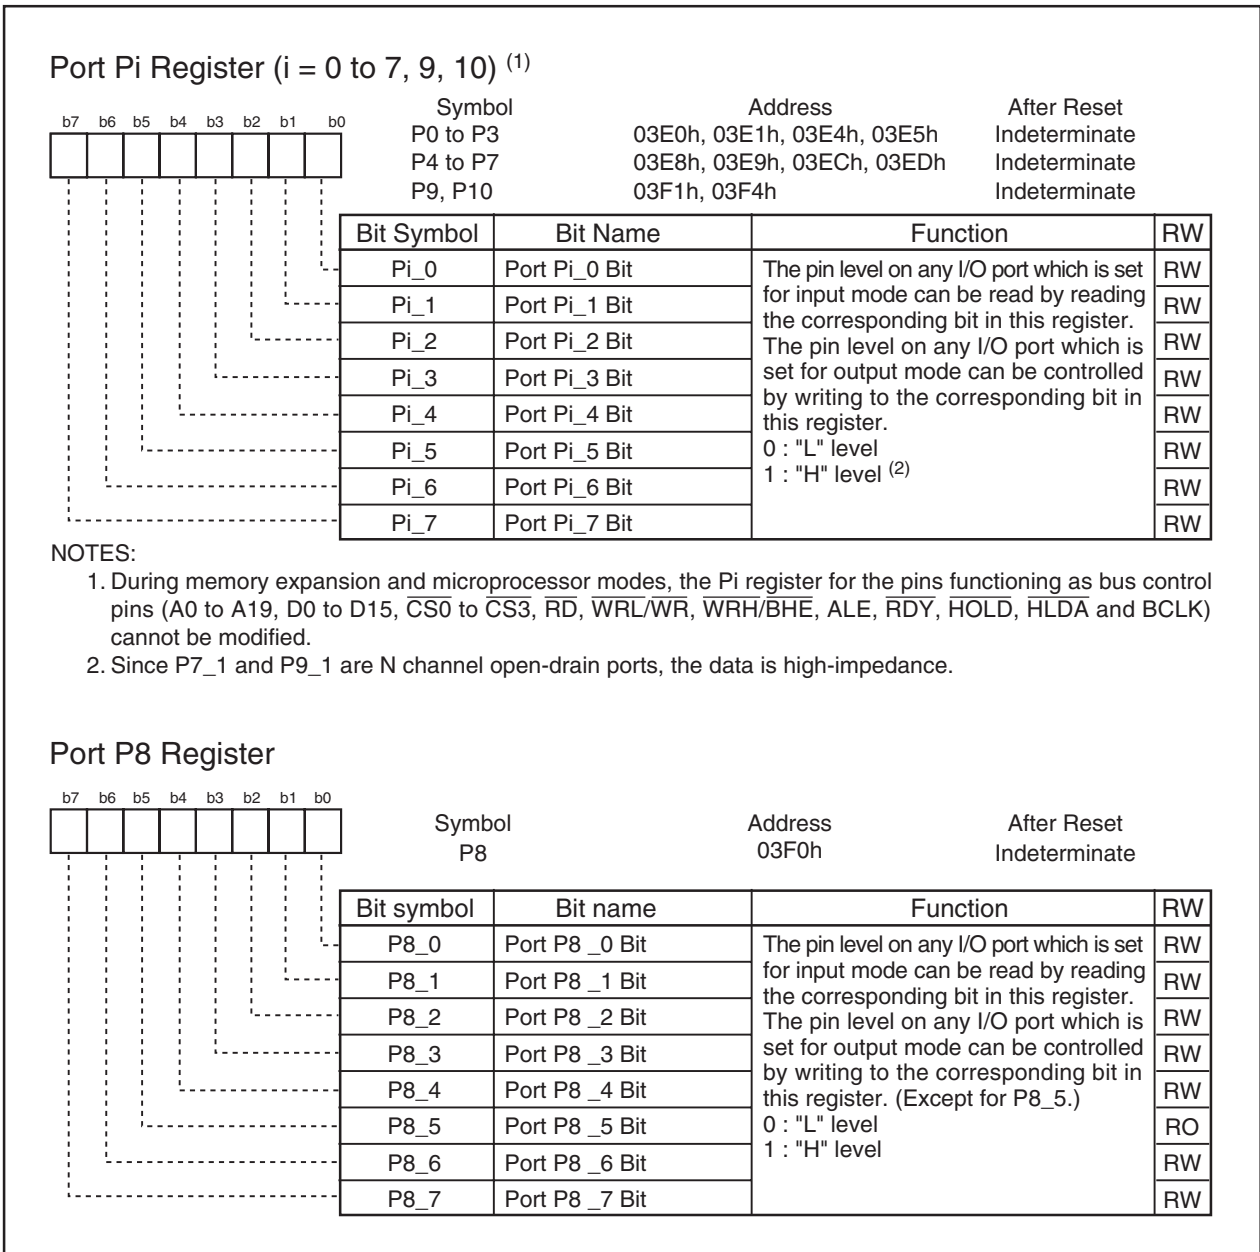 Port Pi Register (i = 0 to 7, 9, 10) (1)
b7 b6 b5 b4 b3 b2 b1 b0
Symbol Address After Reset
P0 to P3 03E0h, 03E1h, 03E4h, 03E5h Indeterminate
P4 to P7 03E8h, 03E9h, 03ECh, 03EDh Indeterminate
P9, P10 03F1h, 03F4h Indeterminate
Bit Symbol Bit Name Function RW
Pi_0 Port Pi_0 Bit The pin level on any I/O port which is set RW
for input mode can be read by reading
Pi_1 Port Pi_1 Bit RW
the corresponding bit in this register.
Pi_2 Port Pi_2 Bit The pin level on any I/O port which is RW
Pi_3 Port Pi_3 Bit set for output mode can be controlled RW
by writing to the corresponding bit in
Pi_4 Port Pi_4 Bit this register. RW
Pi_5 Port Pi_5 Bit 0 : "L" level RW
1 : "H" level (2)
Pi_6 Port Pi_6 Bit RW
Pi_7 Port Pi_7 Bit RW
NOTES:
1. During memory expansion and microprocessor modes, the Pi register for the pins functioning as bus control
pins (A0 to A19, D0 to D15, CS0 to CS3, RD, WRL/WR, WRH/BHE, ALE, RDY, HOLD, HLDA and BCLK)
cannot be modified.
2. Since P7_1 and P9_1 are N channel open-drain ports, the data is high-impedance.
Port P8 Register
b7 b6 b5 b4 b3 b2 b1 b0
Symbol Address After Reset
P8 03F0h Indeterminate
Bit symbol Bit name Function RW
P8_0 Port P8 _0 Bit The pin level on any I/O port which is set RW
for input mode can be read by reading
P8_1 Port P8 _1 Bit RW
the corresponding bit in this register.
P8_2 Port P8 _2 Bit The pin level on any I/O port which is RW
P8_3 Port P8 _3 Bit set for output mode can be controlled RW
by writing to the corresponding bit in
P8_4 Port P8 _4 Bit this register. (Except for P8_5.) RW
P8_5 Port P8 _5 Bit 0 : "L" level RO
1 : "H" level
P8_6 Port P8 _6 Bit RW
P8_7 Port P8 _7 Bit RW